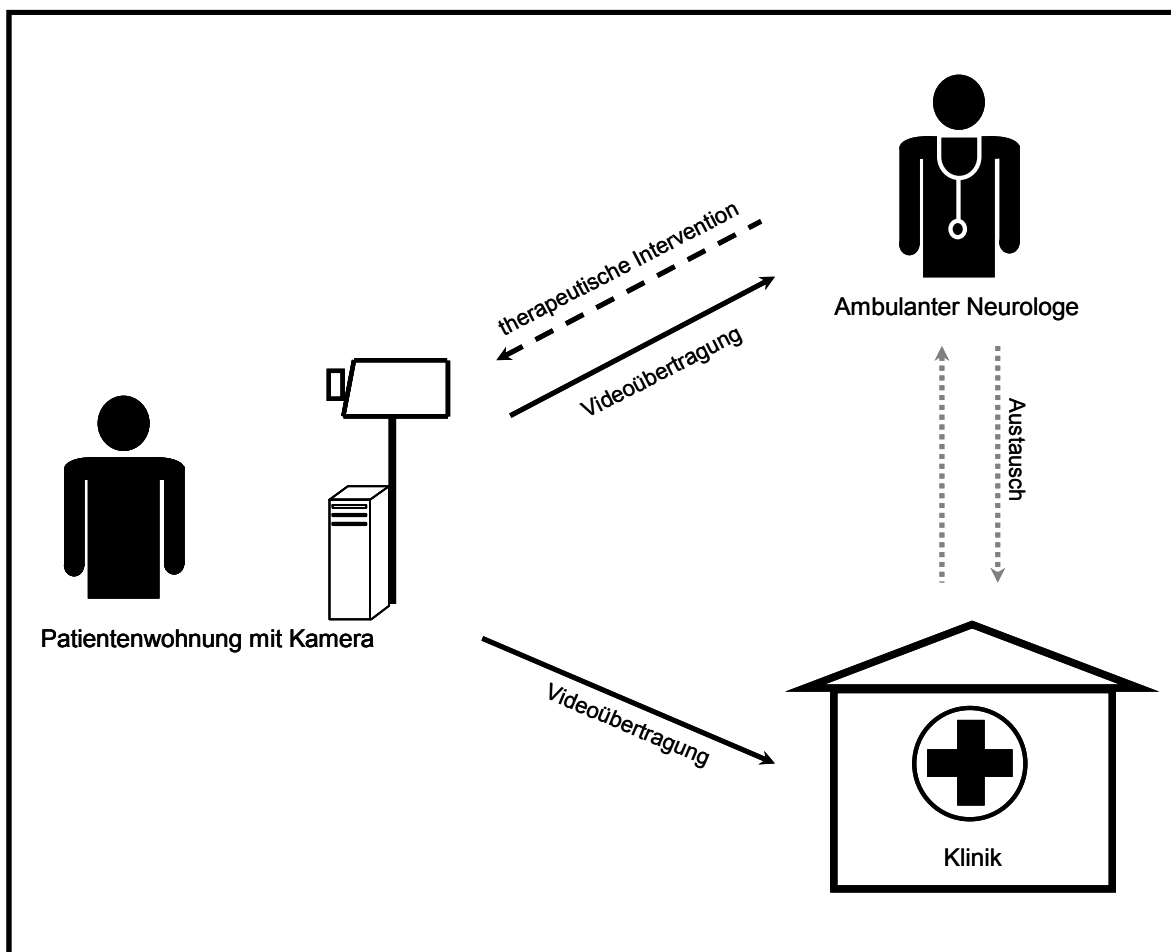 Ambulanter Neurologe
therapeutische Intervention
Videoübertragung
Austausch
Patientenwohnung mit Kamera
Videoübertragung
Klinik